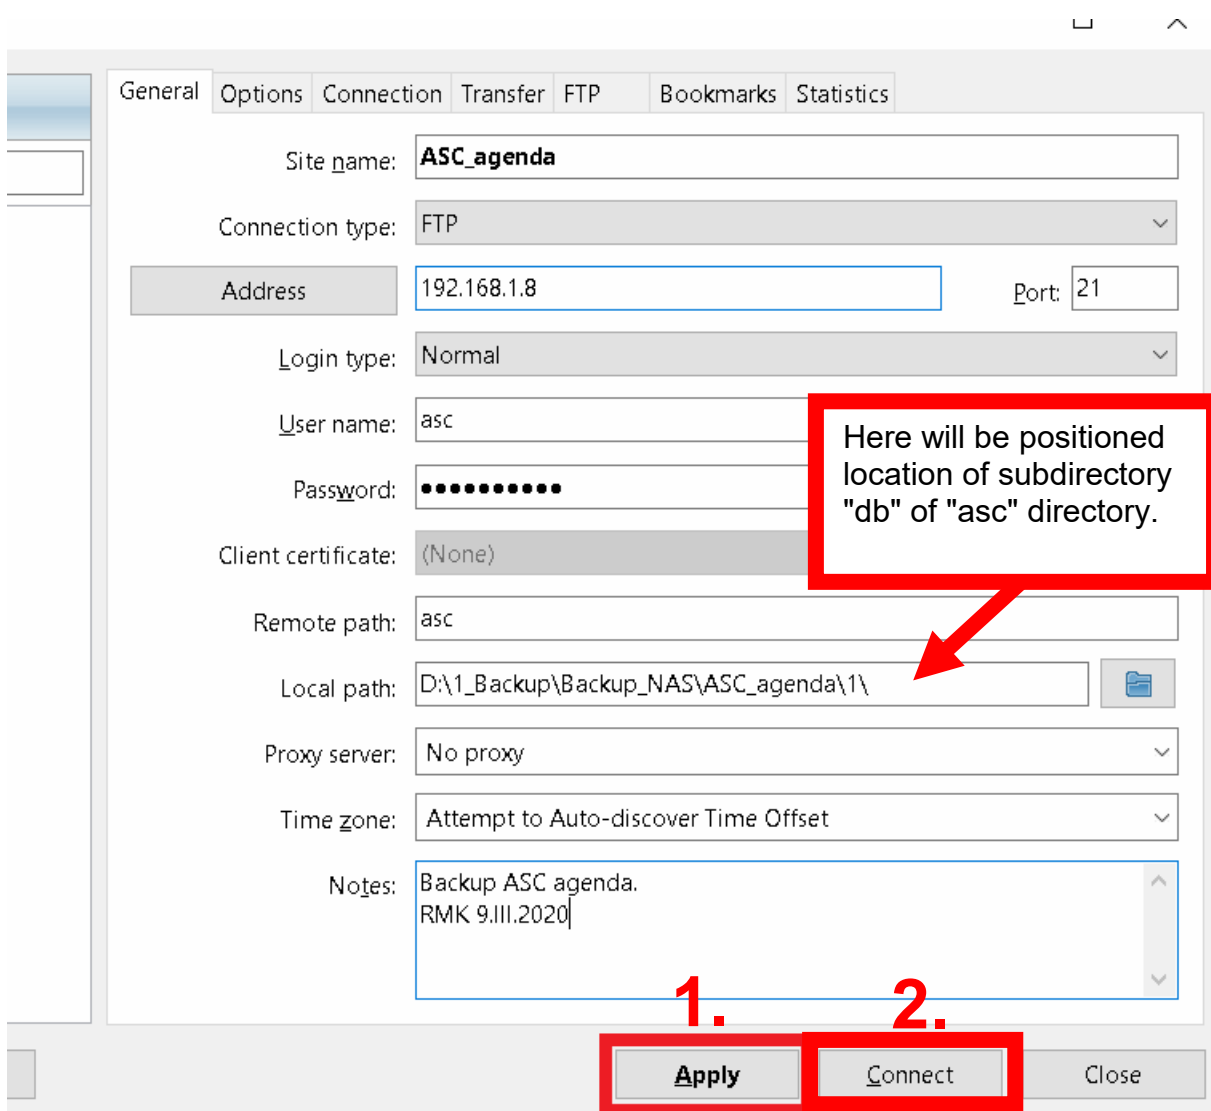 General Options Connection Transfer FTP Bookmarks Statistics
Site name: ASC_agenda
Connection type: FTP
Address 192.168.1.8 Port: 21
Login type: Normal
User name: asc
Password: ●●●●●●●●●●
Client certificate: (None)
Here will be positioned
location of subdirectory
"db" of "asc" directory.
Remote path: asc
Local path: D:\1_Backup\Backup_NAS\ASC_agenda\1\
Proxy server: No proxy
Time zone: Attempt to Auto-discover Time Offset
Notes: Backup ASC agenda.
RMK 9.III.2020
1. 2.
Apply Connect Close